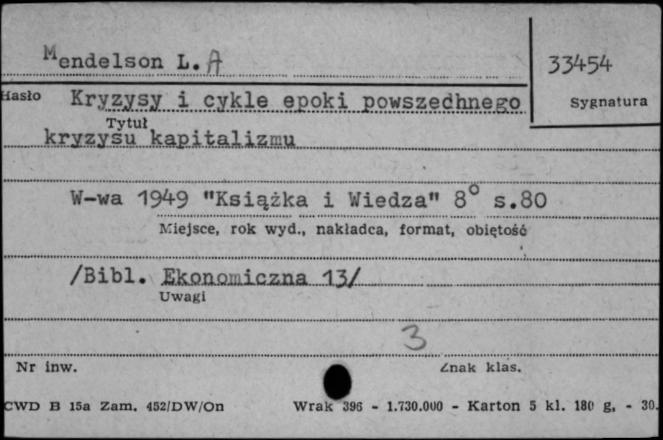 Mendelson L. A
33454
Hasło
Kryzysy i cykle epoki powszedhnego
Sygnatura
Tytuł
kryzysu kapitalizmu
W-wa 1949 "Książka i Wiedza" 8° s.80
Miejsce, rok wyd., nakładca, format, obiętość
/Bibl. Ekonomiczna 13/
Uwagi
3
Nr inw.
Znak klas.
CWD B 15a Zam. 452/DW/On
Wrak 396 - 1.730.000 - Karton 5 kl. 180 g. - 30.